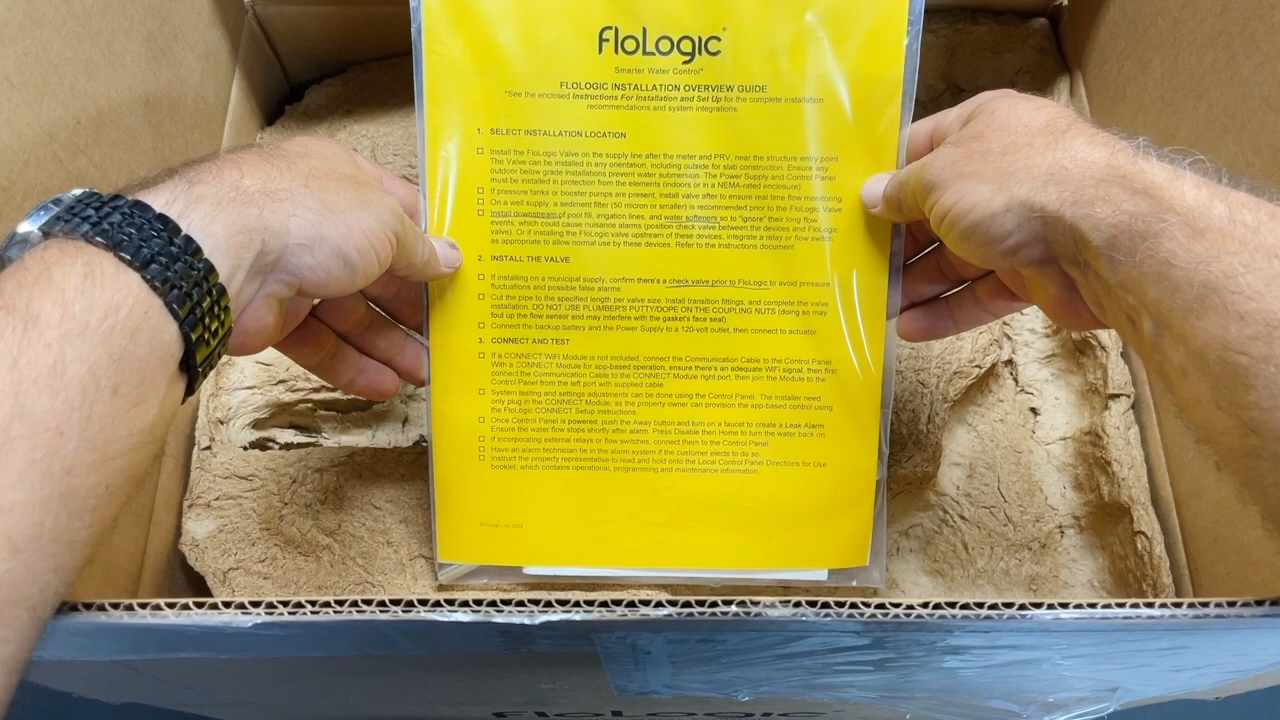 FloLogic®
Smarter Water Control®
FLOLOGIC INSTALLATION OVERVIEW GUIDE
*See the enclosed Instructions For Installation and Set Up for the complete installation
recommendations and system integrations.
1. SELECT INSTALLATION LOCATION
☐ Install the FloLogic Valve on the supply line after the meter and PRV, near the structure entry point.
The Valve can be installed in any orientation, including outside for slab construction. Ensure any
outdoor below grade installations prevent water submersion. The Power Supply and Control Panel
must be installed in protection from the elements (indoors or in a NEMA-rated enclosure)
☐ If pressure tanks or booster pumps are present, install valve after to ensure real time flow monitoring
☐ On a well supply, a sediment filter (50 micron or smaller) is recommended prior to the FloLogic Valve
☐ Install downstream of pool fill, irrigation lines, and water softeners so to "ignore" their long flow
events, which could cause nuisance alarms (position check valve between the devices and FloLogic
valve). Or if installing the FloLogic valve upstream of these devices, integrate a relay or flow switch
as appropriate to allow normal use by these devices. Refer to the instructions document.
2. INSTALL THE VALVE
☐ If installing on a municipal supply, confirm there's a check valve prior to FloLogic to avoid pressure
fluctuations and possible false alarms.
☐ Cut the pipe to the specified length per valve size. Install transition fittings, and complete the valve
installation. DO NOT USE PLUMBER'S PUTTY/DOPE ON THE COUPLING NUTS (doing so may
foul up the flow sensor and may interfere with the gasket's face seal).
☐ Connect the backup battery and the Power Supply to a 120-volt outlet, then connect to actuator
3. CONNECT AND TEST
☐ If a CONNECT WiFi Module is not included, connect the Communication Cable to the Control Panel
With a CONNECT Module for app-based operation, ensure there's an adequate WiFi signal, then first
connect the Communication Cable to the CONNECT Module right port, then join the Module to the
Control Panel from the left port with supplied cable.
☐ System testing and settings adjustments can be done using the Control Panel. The installer need
only plug in the CONNECT Module, as the property owner can provision the app-based control using
the FloLogic CONNECT Setup instructions.
☐ Once Control Panel is powered, push the Away button and turn on a faucet to create a Leak Alarm.
Ensure the water flow stops shortly after alarm. Press Disable then Home to turn the water back on.
☐ If incorporating external relays or flow switches, connect them to the Control Panel.
☐ Have an alarm technician tie in the alarm system if the customer elects to do so.
☐ Instruct the property representative to read and hold onto the Local Control Panel Directions for Use
booklet, which contains operational, programming and maintenance information.
FloLogic